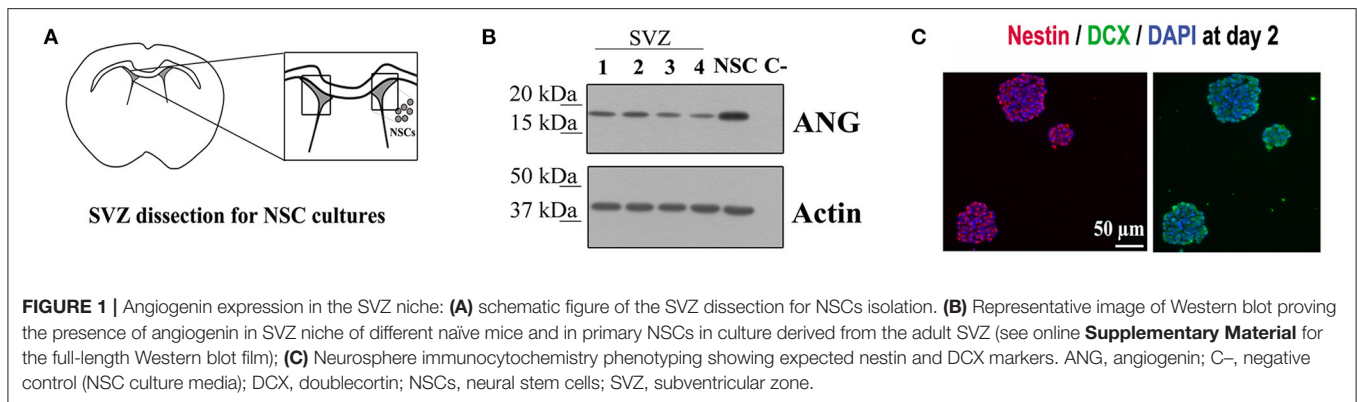 A
NSCs
SVZ dissection for NSC cultures
B
SVZ
1 2 3 4 NSC C-
20 kDa
15 kDa
ANG
50 kDa
37 kDa
Actin
C
Nestin / DCX / DAPI at day 2
50 µm
FIGURE 1 | Angiogenin expression in the SVZ niche: (A) schematic figure of the SVZ dissection for NSCs isolation. (B) Representative image of Western blot proving
the presence of angiogenin in SVZ niche of different naïve mice and in primary NSCs in culture derived from the adult SVZ (see online Supplementary Material for
the full-length Western blot film); (C) Neurosphere immunocytochemistry phenotyping showing expected nestin and DCX markers. ANG, angiogenin; C–, negative
control (NSC culture media); DCX, doublecortin; NSCs, neural stem cells; SVZ, subventricular zone.